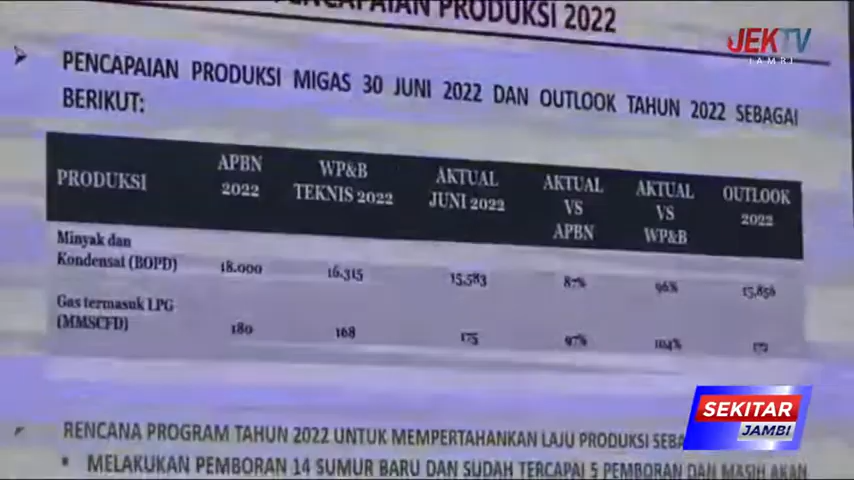 PENCAPAIAN PRODUKSI 2022
JEKTV
JAMBI
PENCAPAIAN PRODUKSI MIGAS 30 JUNI 2022 DAN OUTLOOK TAHUN 2022 SEBAGAI
BERIKUT:
PRODUKSI APBN 2022 WP&B TEKNIS 2022 AKTUAL JUNI 2022 AKTUAL VS APBN AKTUAL VS WP&B OUTLOOK 2022
Minyak dan Kondensat (BOPD) 18.000 16,315 15,583 87% 96% 15,856
Gas termasuk LPG (MMSCFD) 180 168 175 97% 104% 172
RENCANA PROGRAM TAHUN 2022 UNTUK MEMPERTAHANKAN LAJU PRODUKSI
SEKITAR
JAMBI
MELAKUKAN PEMBORAN 14 SUMUR BARU DAN SUDAH TERCAPAI 5 PEMBORAN DAN MASIH AKAN